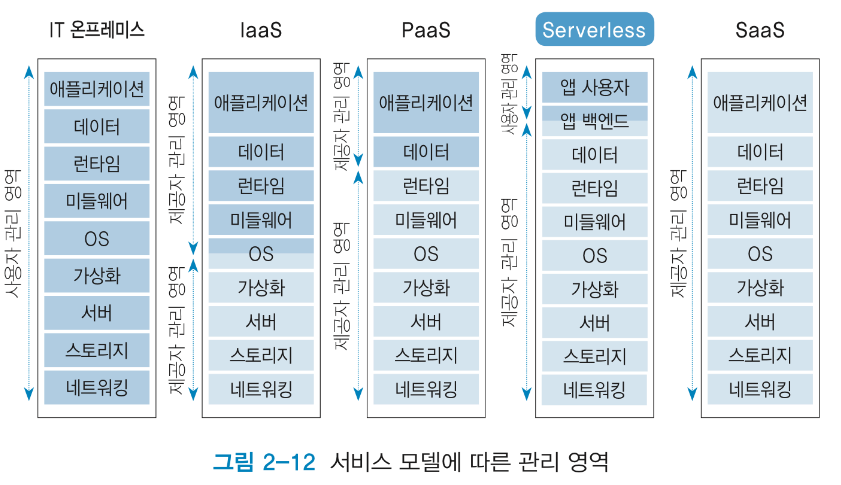 IT 온프레미스
IaaS
PaaS
Serverless
SaaS
사용자 관리 영역
애플리케이션
데이터
런타임
미들웨어
OS
가상화
서버
스토리지
네트워킹
제공자 관리 영역
제공자 관리 영역
애플리케이션
데이터
런타임
미들웨어
OS
가상화
서버
스토리지
네트워킹
제공자 관리 영역
제공자 관리 영역
애플리케이션
데이터
런타임
미들웨어
OS
가상화
서버
스토리지
네트워킹
사용자 관리 영역
제공자 관리 영역
앱 사용자
앱 백엔드
데이터
런타임
미들웨어
OS
가상화
서버
스토리지
네트워킹
제공자 관리 영역
애플리케이션
데이터
런타임
미들웨어
OS
가상화
서버
스토리지
네트워킹
그림 2-12 서비스 모델에 따른 관리 영역